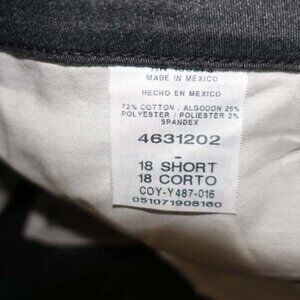 MADE IN MEXICO
HECHO EN MEXICO
72% COTTON / ALGODON 26%
POLYESTER / POLIESTER 2%
SPANDEX
4631202
-
18 SHORT
18 CORTO
COY-Y487-016
051071908160